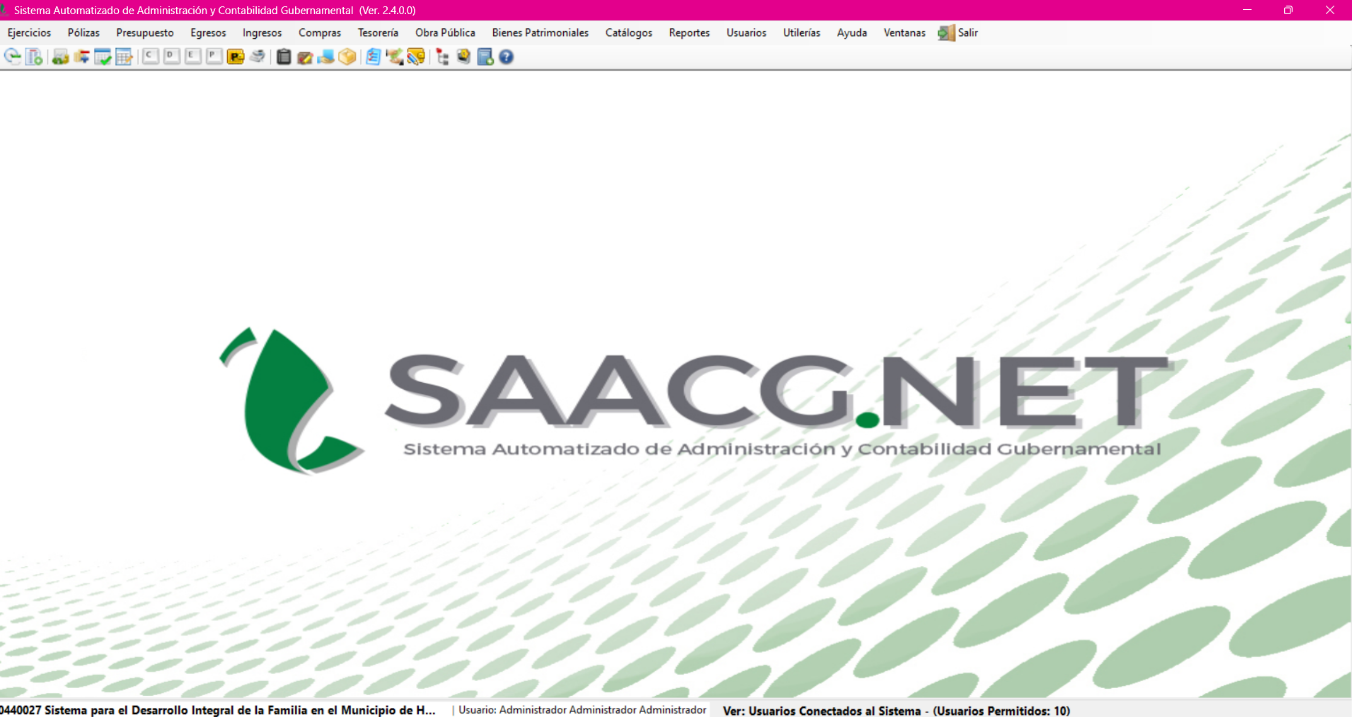 Sistema Automatizado de Administración y Contabilidad Gubernamental (Ver. 2.4.0.0)
Ejercicios Pólizas Presupuesto Egresos Ingresos Compras Tesorería Obra Pública Bienes Patrimoniales Catálogos Reportes Usuarios Utilerías Ayuda Ventanas Salir
C D E P
SAACG.NET
Sistema Automatizado de Administración y Contabilidad Gubernamental
0440027 Sistema para el Desarrollo Integral de la Familia en el Municipio de H... | Usuario: Administrador Administrador Administrador Ver: Usuarios Conectados al Sistema - (Usuarios Permitidos: 10)